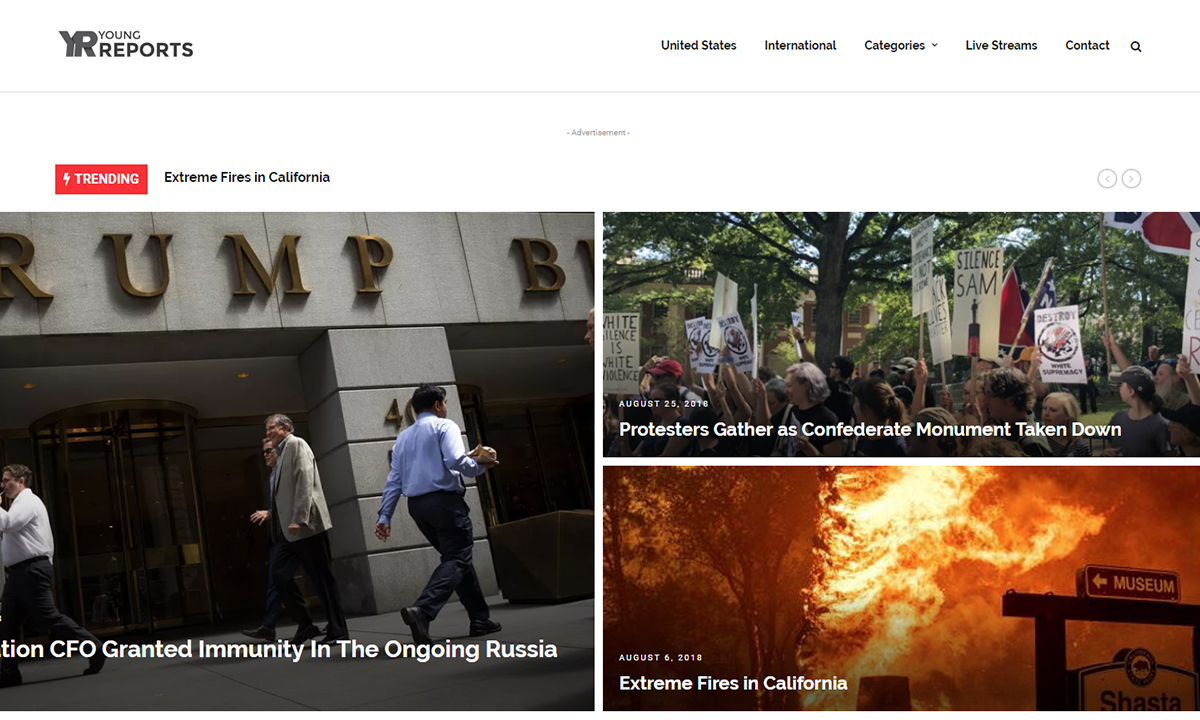 YR YOUNG
REPORTS
United States International Categories Live Streams Contact
- Advertisement -
TRENDING Extreme Fires in California
RUMP B
tion CFO Granted Immunity In The Ongoing Russia
SILENCE
SAM
WHITE
SILENCE
IS
WHITE
VIOLENCE
DESTROY
WHITE
SUPREMACY
AUGUST 25, 2018
Protesters Gather as Confederate Monument Taken Down
MUSEUM
Shasta
AUGUST 6, 2018
Extreme Fires in California